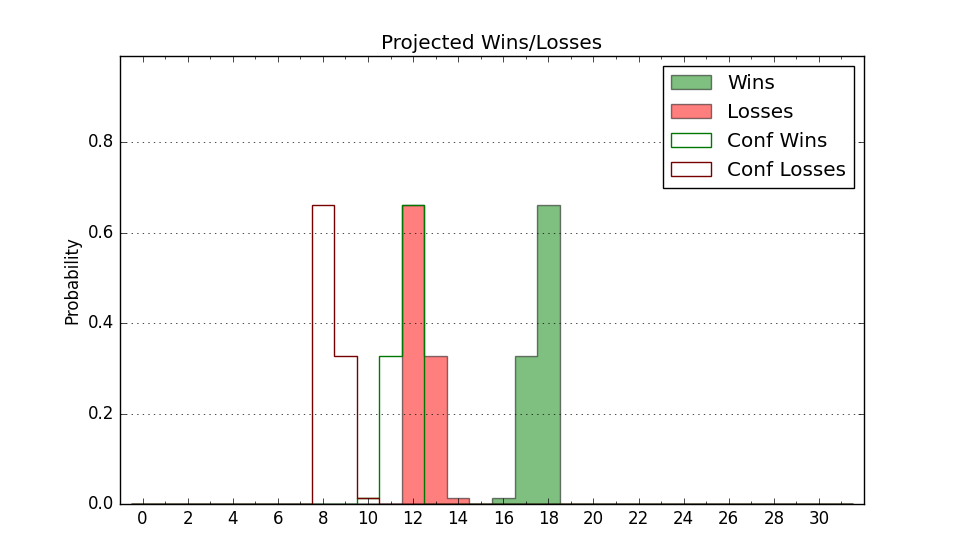 Projected Wins/Losses
Wins
Losses
Conf Wins
Conf Losses
Probability
0.8
0.6
0.4
0.2
0.0
0 2 4 6 8 10 12 14 16 18 20 22 24 26 28 30